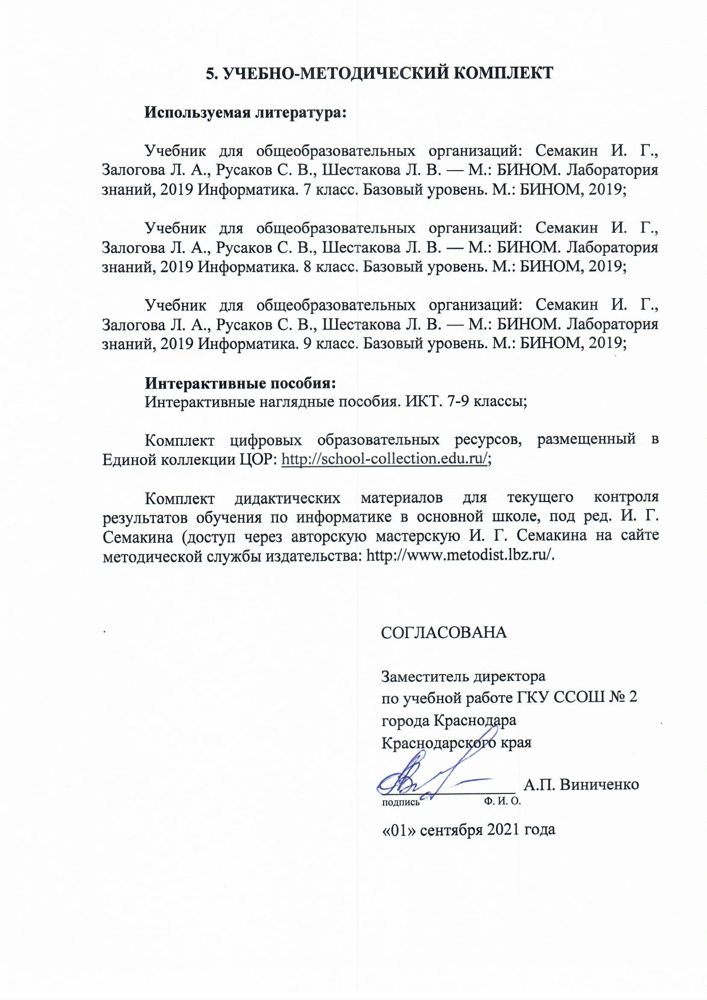 5. УЧЕБНО-МЕТОДИЧЕСКИЙ КОМПЛЕКТ
Используемая литература:
Учебник для общеобразовательных организаций: Семакин И. Г.,
Залогова Л. А., Русаков С. В., Шестакова Л. В. — М.: БИНОМ. Лаборатория
знаний, 2019 Информатика. 7 класс. Базовый уровень. М.: БИНОМ, 2019;
Учебник для общеобразовательных организаций: Семакин И. Г.,
Залогова Л. А., Русаков С. В., Шестакова Л. В. — М.: БИНОМ. Лаборатория
знаний, 2019 Информатика. 8 класс. Базовый уровень. М.: БИНОМ, 2019;
Учебник для общеобразовательных организаций: Семакин И. Г.,
Залогова Л. А., Русаков С. В., Шестакова Л. В. — М.: БИНОМ. Лаборатория
знаний, 2019 Информатика. 9 класс. Базовый уровень. М.: БИНОМ, 2019;
Интерактивные пособия:
Интерактивные наглядные пособия. ИКТ. 7-9 классы;
Комплект цифровых образовательных ресурсов, размещенный в
Единой коллекции ЦОР: http://school-collection.edu.ru/;
Комплект дидактических материалов для текущего контроля
результатов обучения по информатике в основной школе, под ред. И. Г.
Семакина (доступ через авторскую мастерскую И. Г. Семакина на сайте
методической службы издательства: http://www.metodist.lbz.ru/.
СОГЛАСОВАНА
Заместитель директора
по учебной работе ГКУ ССОШ № 2
города Краснодара
Краснодарского края
А.П. Виниченко
подпись Ф. И. О.
«01» сентября 2021 года